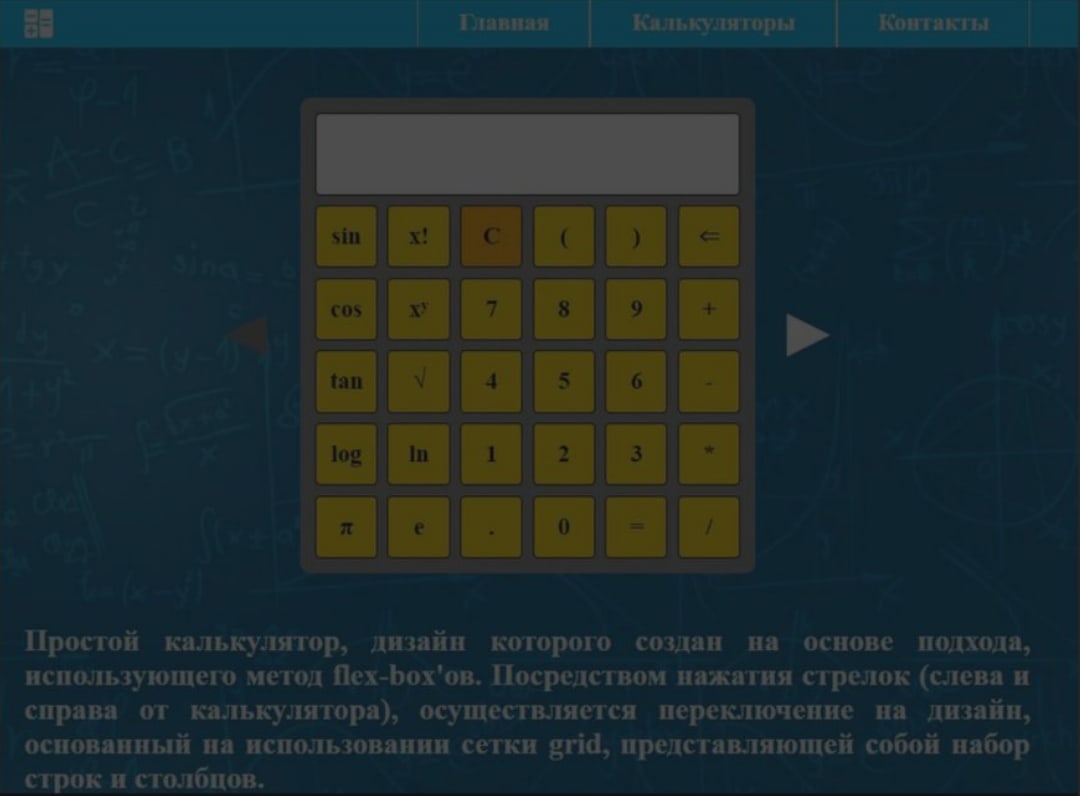 Главная Калькуляторы Контакты
sin x! C ( ) ⇐
cos xʸ 7 8 9 +
tan √ 4 5 6 -
log ln 1 2 3 *
π e . 0 = /
Простой калькулятор, дизайн которого создан на основе подхода,
использующего метод flex-box'ов. Посредством нажатия стрелок (слева и
справа от калькулятора), осуществляется переключение на дизайн,
основанный на использовании сетки grid, представляющей собой набор
строк и столбцов.